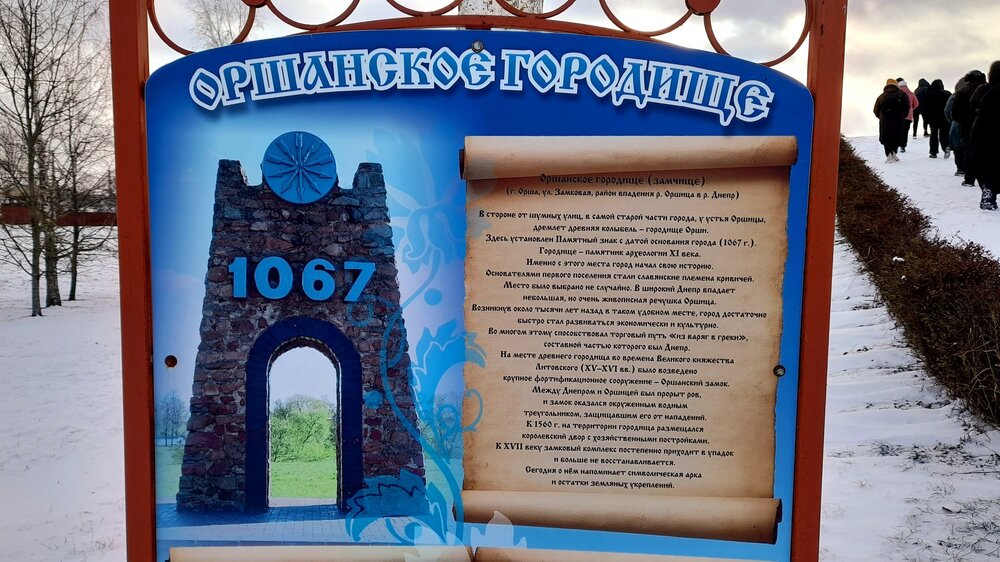 ОРШАНСКОЕ ГОРОДИЩЕ
1067
Оршанское городище (замчище)
(г. Орша, ул. Замковая, район впадения р. Оршица в р. Днепр)
В стороне от шумных улиц, в самой старой части города, у устья Оршицы,
дремлет древняя колыбель – городище Орши.
Здесь установлен Памятный знак с датой основания города (1067 г.).
Городище – памятник археологии XI века.
Именно с этого места город начал свою историю.
Основателями первого поселения стали славянские племена кривичей.
Место было выбрано не случайно. В широкий Днепр впадает
небольшая, но очень живописная речушка Оршица.
Возникнув около тысячи лет назад в таком удобном месте, город достаточно
быстро стал развиваться экономически и культурно.
Во многом этому способствовал торговый путь «из варяг в греки»,
составной частью которого был Днепр.
На месте древнего городища во времена Великого княжества
Литовского (XV–XVI вв.) было возведено
крупное фортификационное сооружение – Оршанский замок.
Между Днепром и Оршицей был прорыт ров,
и замок оказался окруженным водным
треугольником, защищавшим его от нападений.
К 1560 г. на территории городища размещался
королевский двор с хозяйственными постройками.
К XVII веку замковый комплекс постепенно приходит в упадок
и больше не восстанавливается.
Сегодня о нём напоминает символическая арка
и остатки земляных укреплений.